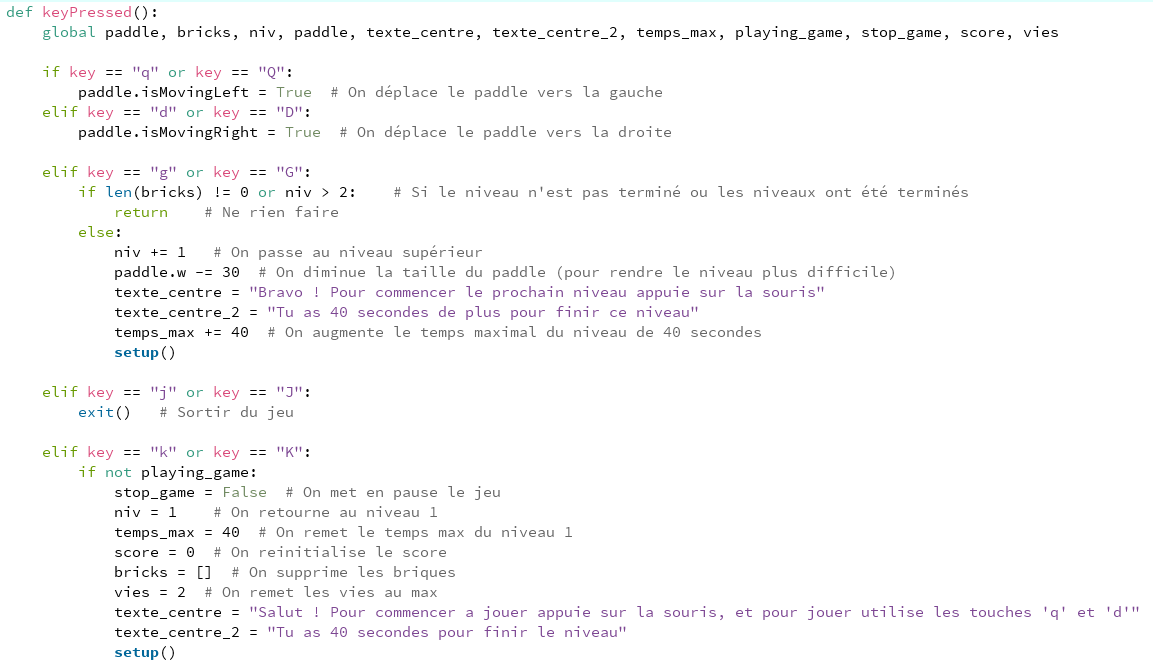 def keyPressed():
    global paddle, bricks, niv, paddle, texte_centre, texte_centre_2, temps_max, playing_game, stop_game, score, vies

    if key == "q" or key == "Q":
        paddle.isMovingLeft = True  # On déplace le paddle vers la gauche
    elif key == "d" or key == "D":
        paddle.isMovingRight = True  # On déplace le paddle vers la droite

    elif key == "g" or key == "G":
        if len(bricks) != 0 or niv > 2:    # Si le niveau n'est pas terminé ou les niveaux ont été terminés
            return    # Ne rien faire
        else:
            niv += 1   # On passe au niveau supérieur
            paddle.w -= 30  # On diminue la taille du paddle (pour rendre le niveau plus difficile)
            texte_centre = "Bravo ! Pour commencer le prochain niveau appuie sur la souris"
            texte_centre_2 = "Tu as 40 secondes de plus pour finir ce niveau"
            temps_max += 40  # On augmente le temps maximal du niveau de 40 secondes
            setup()

    elif key == "j" or key == "J":
        exit()   # Sortir du jeu

    elif key == "k" or key == "K":
        if not playing_game:
            stop_game = False  # On met en pause le jeu
            niv = 1    # On retourne au niveau 1
            temps_max = 40  # On remet le temps max du niveau 1
            score = 0  # On reinitialise le score
            bricks = []  # On supprime les briques
            vies = 2  # On remet les vies au max
            texte_centre = "Salut ! Pour commencer a jouer appuie sur la souris, et pour jouer utilise les touches 'q' et 'd'"
            texte_centre_2 = "Tu as 40 secondes pour finir le niveau"
            setup()